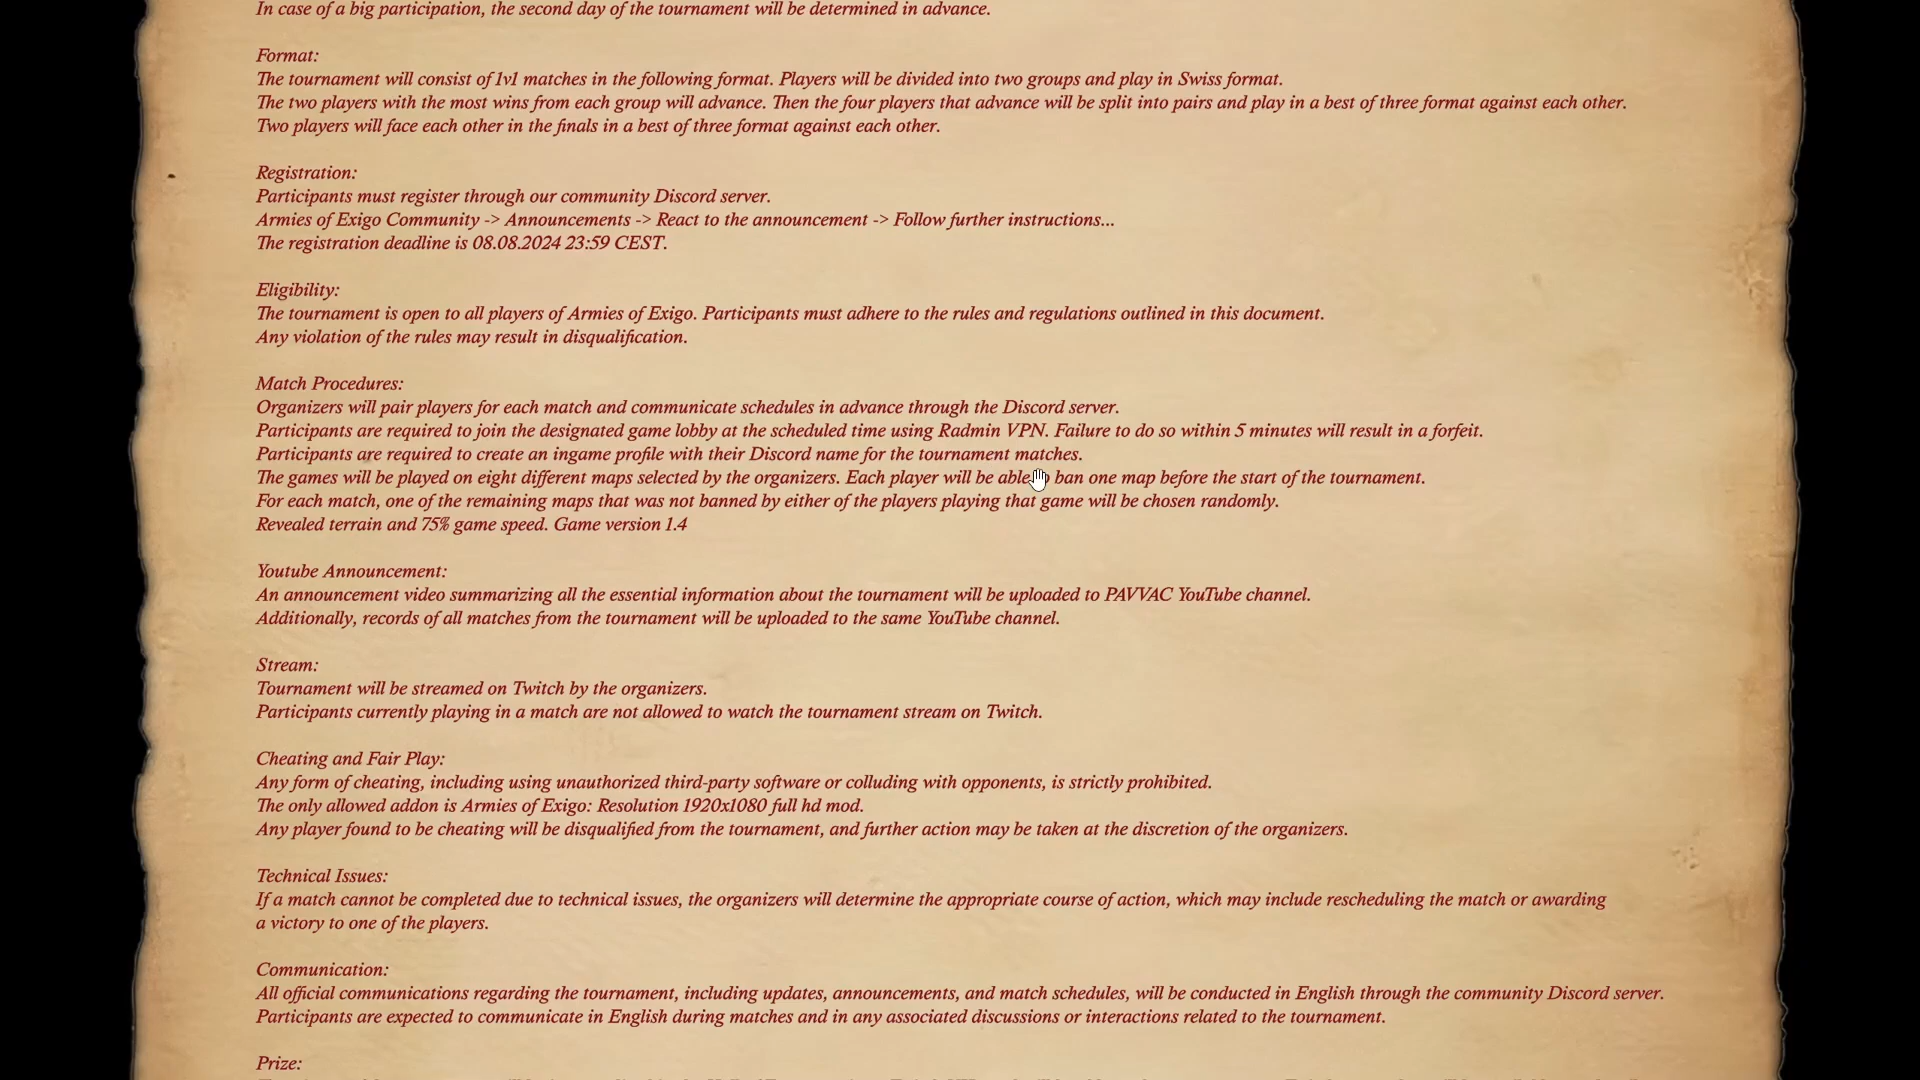 In case of a big participation, the second day of the tournament will be determined in advance.
Format:
The tournament will consist of 1v1 matches in the following format. Players will be divided into two groups and play in Swiss format.
The two players with the most wins from each group will advance. Then the four players that advance will be split into pairs and play in a best of three format against each other.
Two players will face each other in the finals in a best of three format against each other.
Registration:
Participants must register through our community Discord server.
Armies of Exigo Community -> Announcements -> React to the announcement -> Follow further instructions...
The registration deadline is 08.08.2024 23:59 CEST.
Eligibility:
The tournament is open to all players of Armies of Exigo. Participants must adhere to the rules and regulations outlined in this document.
Any violation of the rules may result in disqualification.
Match Procedures:
Organizers will pair players for each match and communicate schedules in advance through the Discord server.
Participants are required to join the designated game lobby at the scheduled time using Radmin VPN. Failure to do so within 5 minutes will result in a forfeit.
Participants are required to create an ingame profile with their Discord name for the tournament matches.
The games will be played on eight different maps selected by the organizers. Each player will be able ban one map before the start of the tournament.
For each match, one of the remaining maps that was not banned by either of the players playing that game will be chosen randomly.
Revealed terrain and 75% game speed. Game version 1.4
Youtube Announcement:
An announcement video summarizing all the essential information about the tournament will be uploaded to PAVVAC YouTube channel.
Additionally, records of all matches from the tournament will be uploaded to the same YouTube channel.
Stream:
Tournament will be streamed on Twitch by the organizers.
Participants currently playing in a match are not allowed to watch the tournament stream on Twitch.
Cheating and Fair Play:
Any form of cheating, including using unauthorized third-party software or colluding with opponents, is strictly prohibited.
The only allowed addon is Armies of Exigo: Resolution 1920x1080 full hd mod.
Any player found to be cheating will be disqualified from the tournament, and further action may be taken at the discretion of the organizers.
Technical Issues:
If a match cannot be completed due to technical issues, the organizers will determine the appropriate course of action, which may include rescheduling the match or awarding
a victory to one of the players.
Communication:
All official communications regarding the tournament, including updates, announcements, and match schedules, will be conducted in English through the community Discord server.
Participants are expected to communicate in English during matches and in any associated discussions or interactions related to the tournament.
Prize: